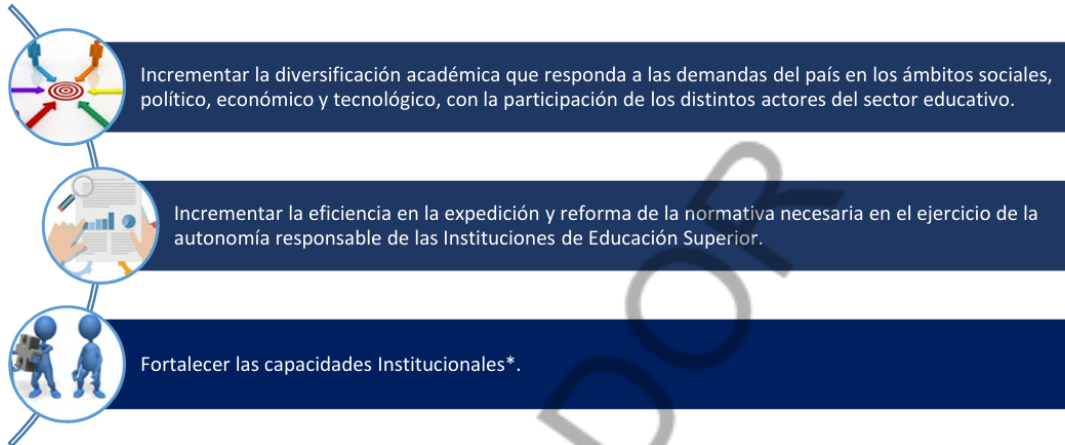 Incrementar la diversificación académica que responda a las demandas del país en los ámbitos sociales,
político, económico y tecnológico, con la participación de los distintos actores del sector educativo.
Incrementar la eficiencia en la expedición y reforma de la normativa necesaria en el ejercicio de la
autonomía responsable de las Instituciones de Educación Superior.
Fortalecer las capacidades Institucionales*.
DOR